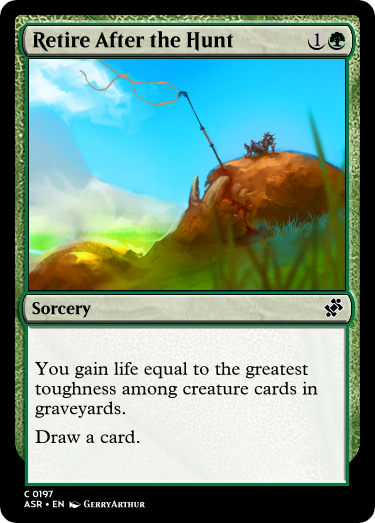 Retire After the Hunt 1
Sorcery
You gain life equal to the greatest
toughness among creature cards in
graveyards.
Draw a card.
C 0197
ASR • EN GERRYARTHUR